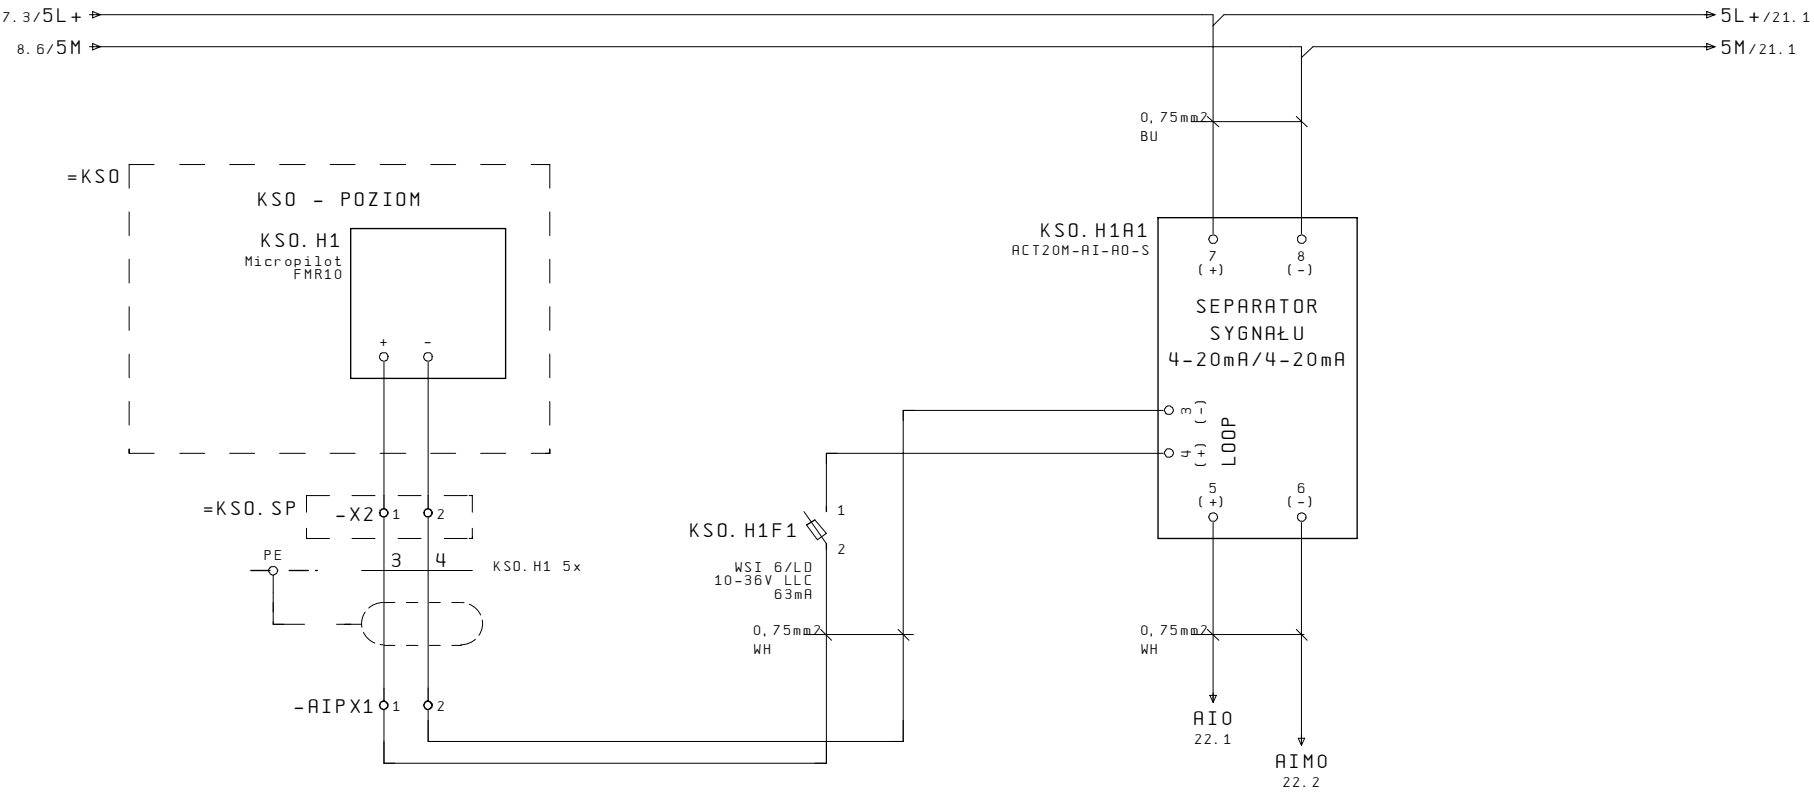 7.3/5L+
5L+/21.1
8.6/5M
5M/21.1
0,75mm2
BU
=KSO
KSO - POZIOM
KSO.H1
Micropilot
FMR10
+
-
KSO.H1A1
ACT20M-AI-AO-S
7
(+)
8
(-)
SEPARATOR
SYGNAŁU
4-20mA/4-20mA
3
(-)
4
(+)
LOOP
5
(+)
6
(-)
=KSO.SP
-X2
1
2
PE
3
4
KSO.H1 5x
KSO.H1F1
1
2
WSI 6/LD
10-36V LLC
63mA
0,75mm2
WH
0,75mm2
WH
-AIPX1
1
2
AI0
22.1
AIM0
22.2